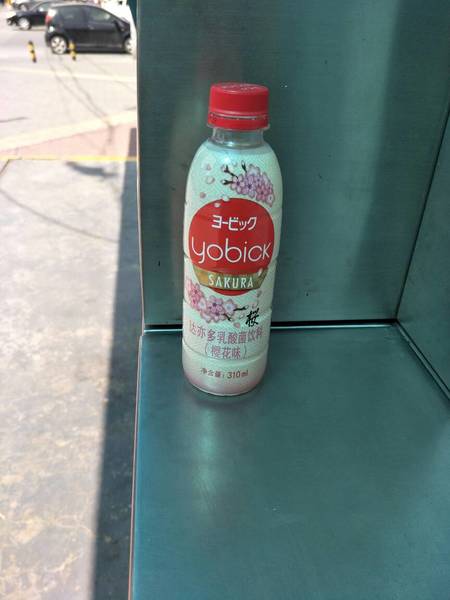 ヨービック
yobick
SAKURA
桜
达亦多乳酸菌饮料
(樱花味)
净含量:310ml